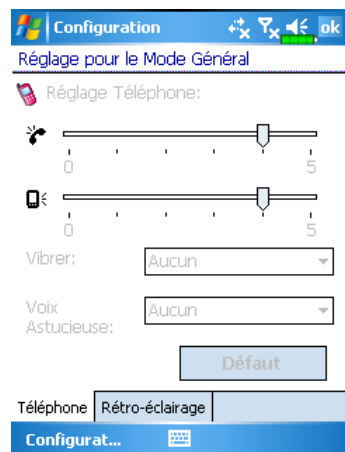 Configuration ok
Réglage pour le Mode Général
Réglage Téléphone:
0 5
0 5
Vibrer: Aucun
Voix Astucieuse: Aucun
Défaut
Téléphone Rétro-éclairage
Configurat...